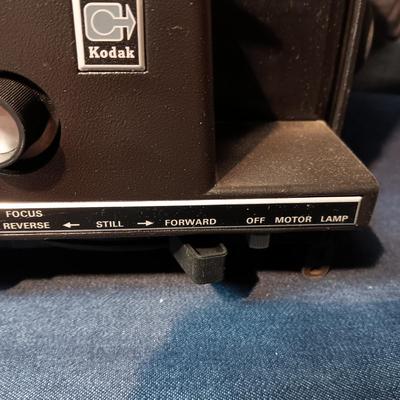 Kodak
FOCUS
REVERSE ← STILL → FORWARD OFF MOTOR LAMP